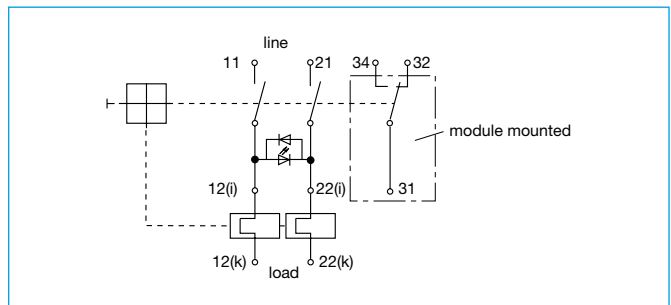 line
11 21 34 32
module mounted
12(i) 22(i) 31
12(k) 22(k)
load